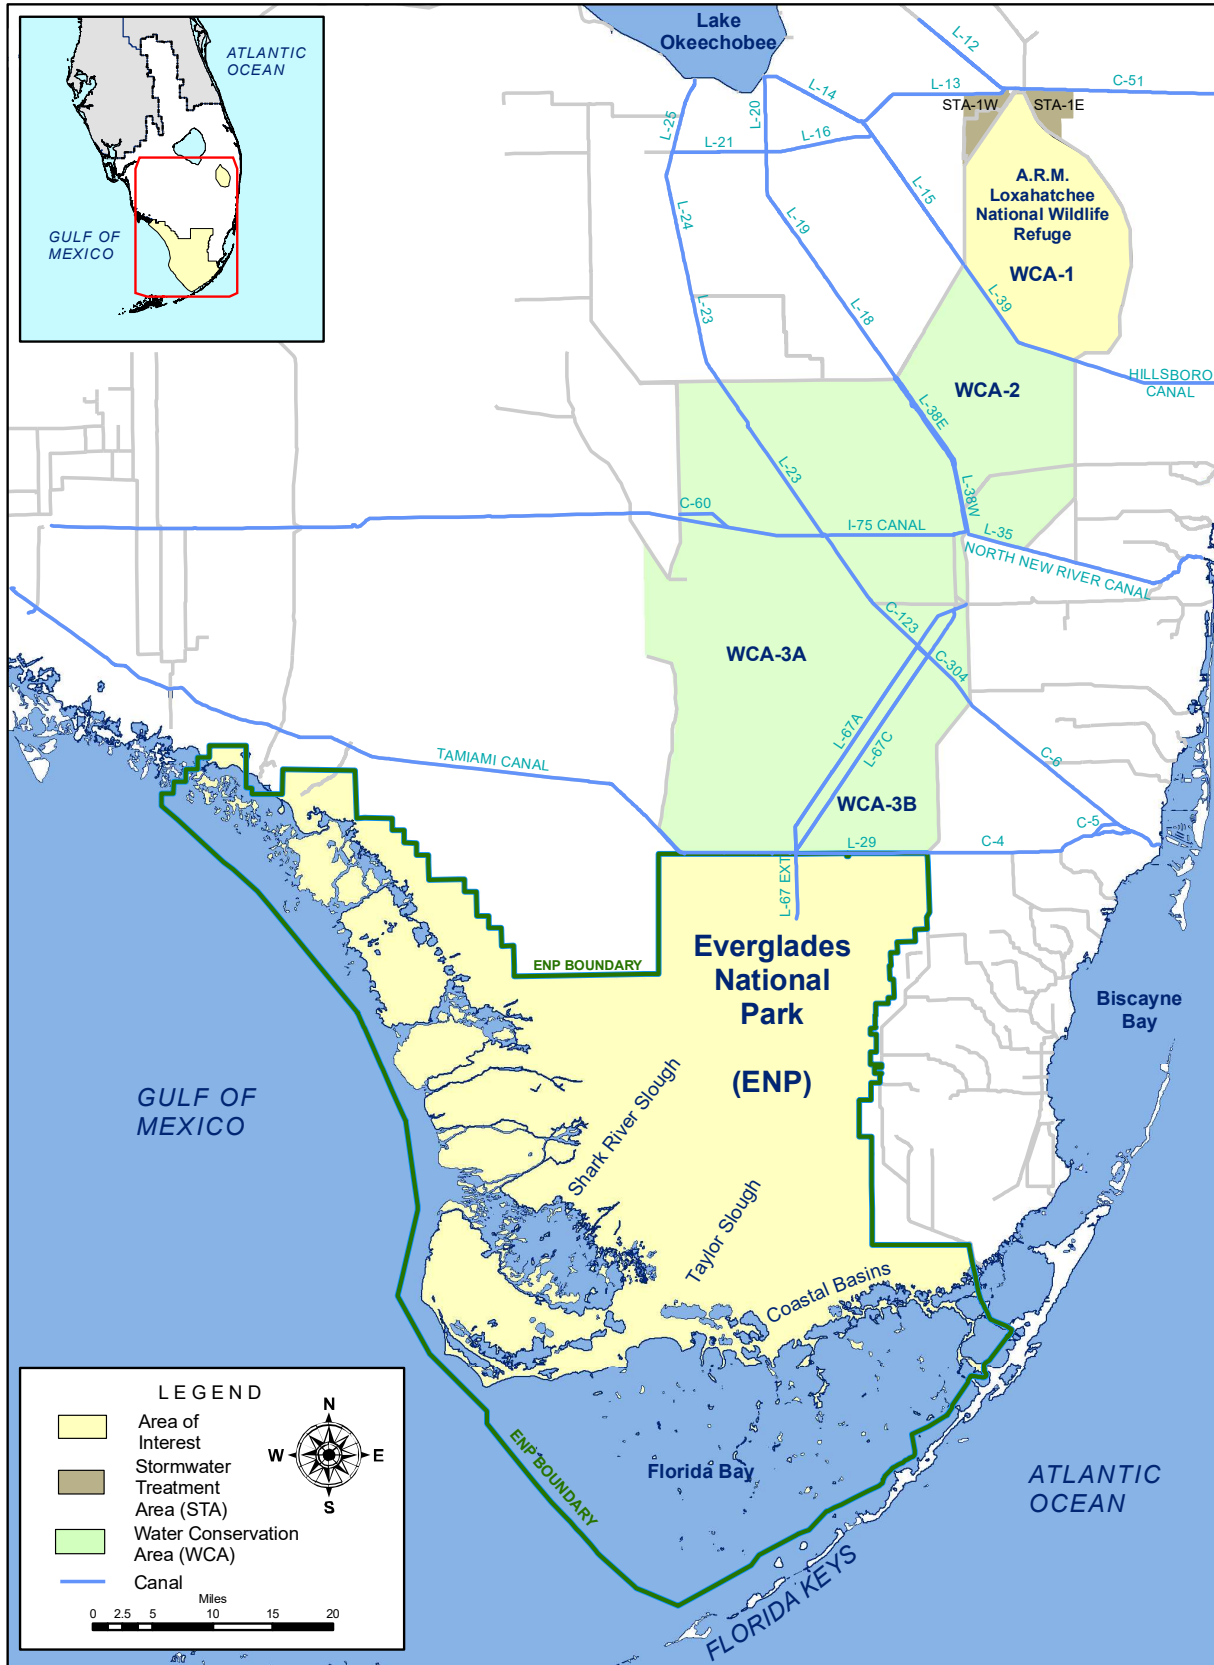 ATLANTIC
OCEAN
GULF OF
MEXICO
Lake
Okeechobee
L-12
L-13
C-51
L-14
L-20
L-25
L-21
L-16
STA-1W
STA-1E
A.R.M.
Loxahatchee
National Wildlife
Refuge
WCA-1
L-15
L-24
L-19
L-39
L-23
L-18
HILLSBORO
CANAL
WCA-2
L-38E
L-23
L-38W
C-60
I-75 CANAL
L-35
NORTH NEW RIVER CANAL
C-123
WCA-3A
C-304
L-67A
L-67C
C-6
TAMIAMI CANAL
WCA-3B
C-5
L-29
C-4
L-67 EXT
ENP BOUNDARY
Everglades
National
Park
(ENP)
Biscayne
Bay
GULF OF
MEXICO
Shark River Slough
Taylor Slough
Coastal Basins
ENP BOUNDARY
Florida Bay
ATLANTIC
OCEAN
FLORIDA KEYS
LEGEND
Area of
Interest
Stormwater
Treatment
Area (STA)
Water Conservation
Area (WCA)
Canal
N
W
E
S
Miles
0 2.5 5 10 15 20